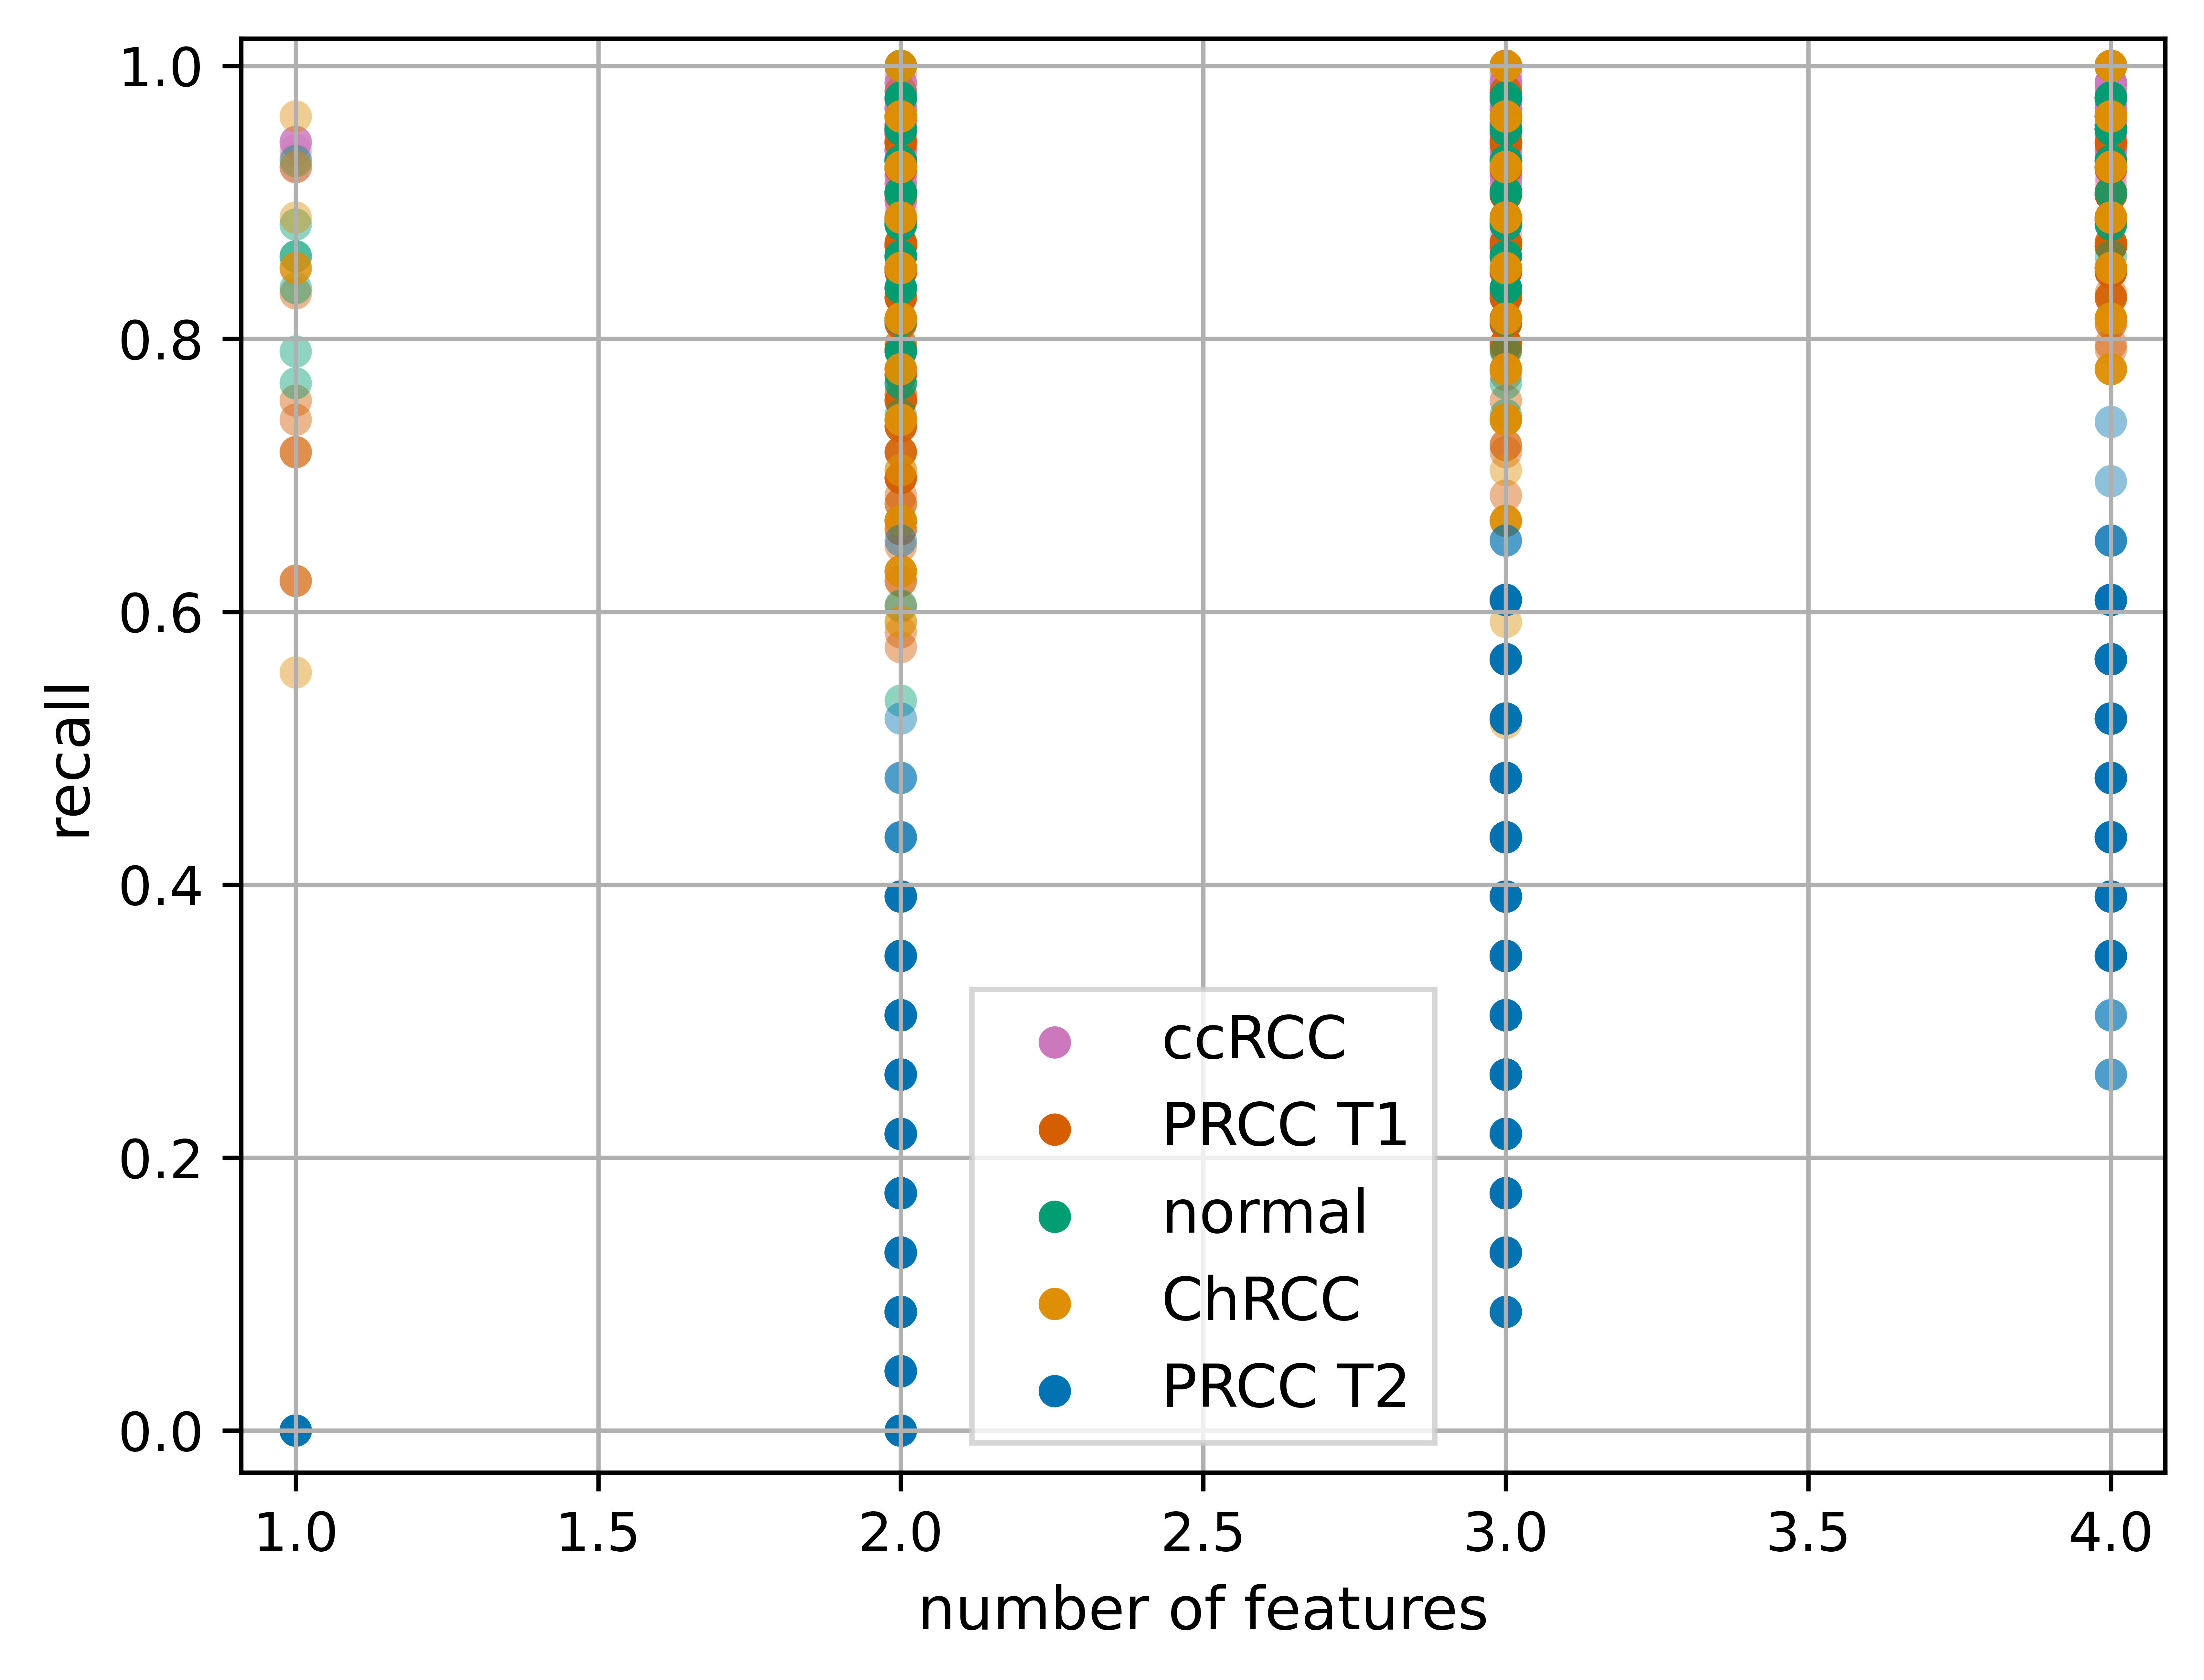 1.0
0.8
0.6
0.4
0.2
0.0
recall
ccRCC
PRCC T1
normal
ChRCC
PRCC T2
1.0 1.5 2.0 2.5 3.0 3.5 4.0
number of features